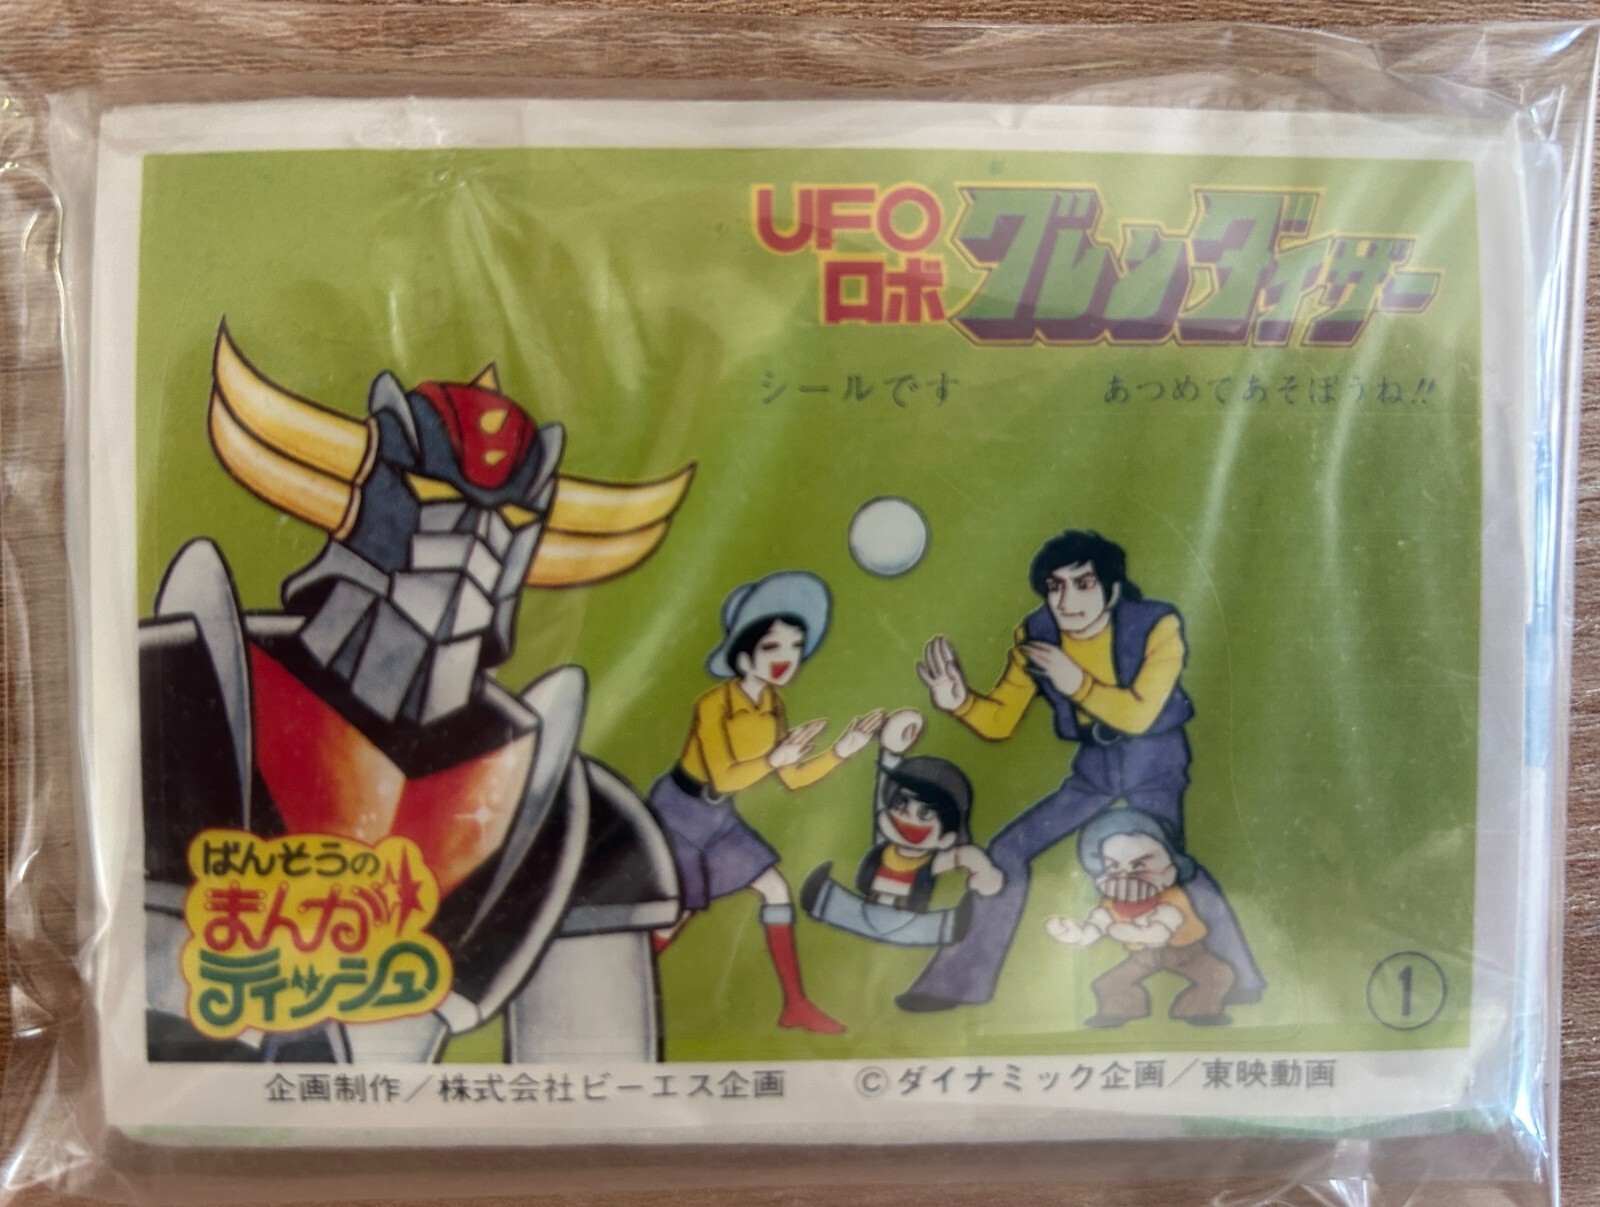 UFO
ロボ グレンダイザー
シールです あつめてあそぼうね!!
ばんそうの
まんが
ティッシュ
1
企画制作/株式会社ビーエス企画 ©ダイナミック企画/東映動画